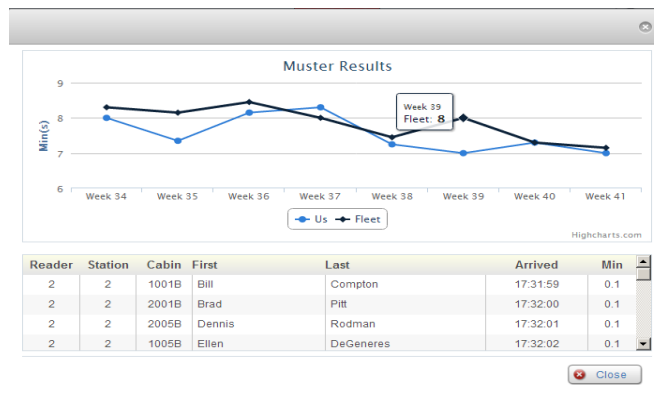 Muster Results
9
8
7
6
Min(s)
Week 39
Fleet: 8
Week 34 Week 35 Week 36 Week 37 Week 38 Week 39 Week 40 Week 41
Us Fleet
Highcharts.com
Reader Station Cabin First Last Arrived Min
2 2 1001B Bill Compton 17:31:59 0.1
2 2 2001B Brad Pitt 17:32:00 0.1
2 2 2005B Dennis Rodman 17:32:01 0.1
2 2 1005B Ellen DeGeneres 17:32:02 0.1
Close